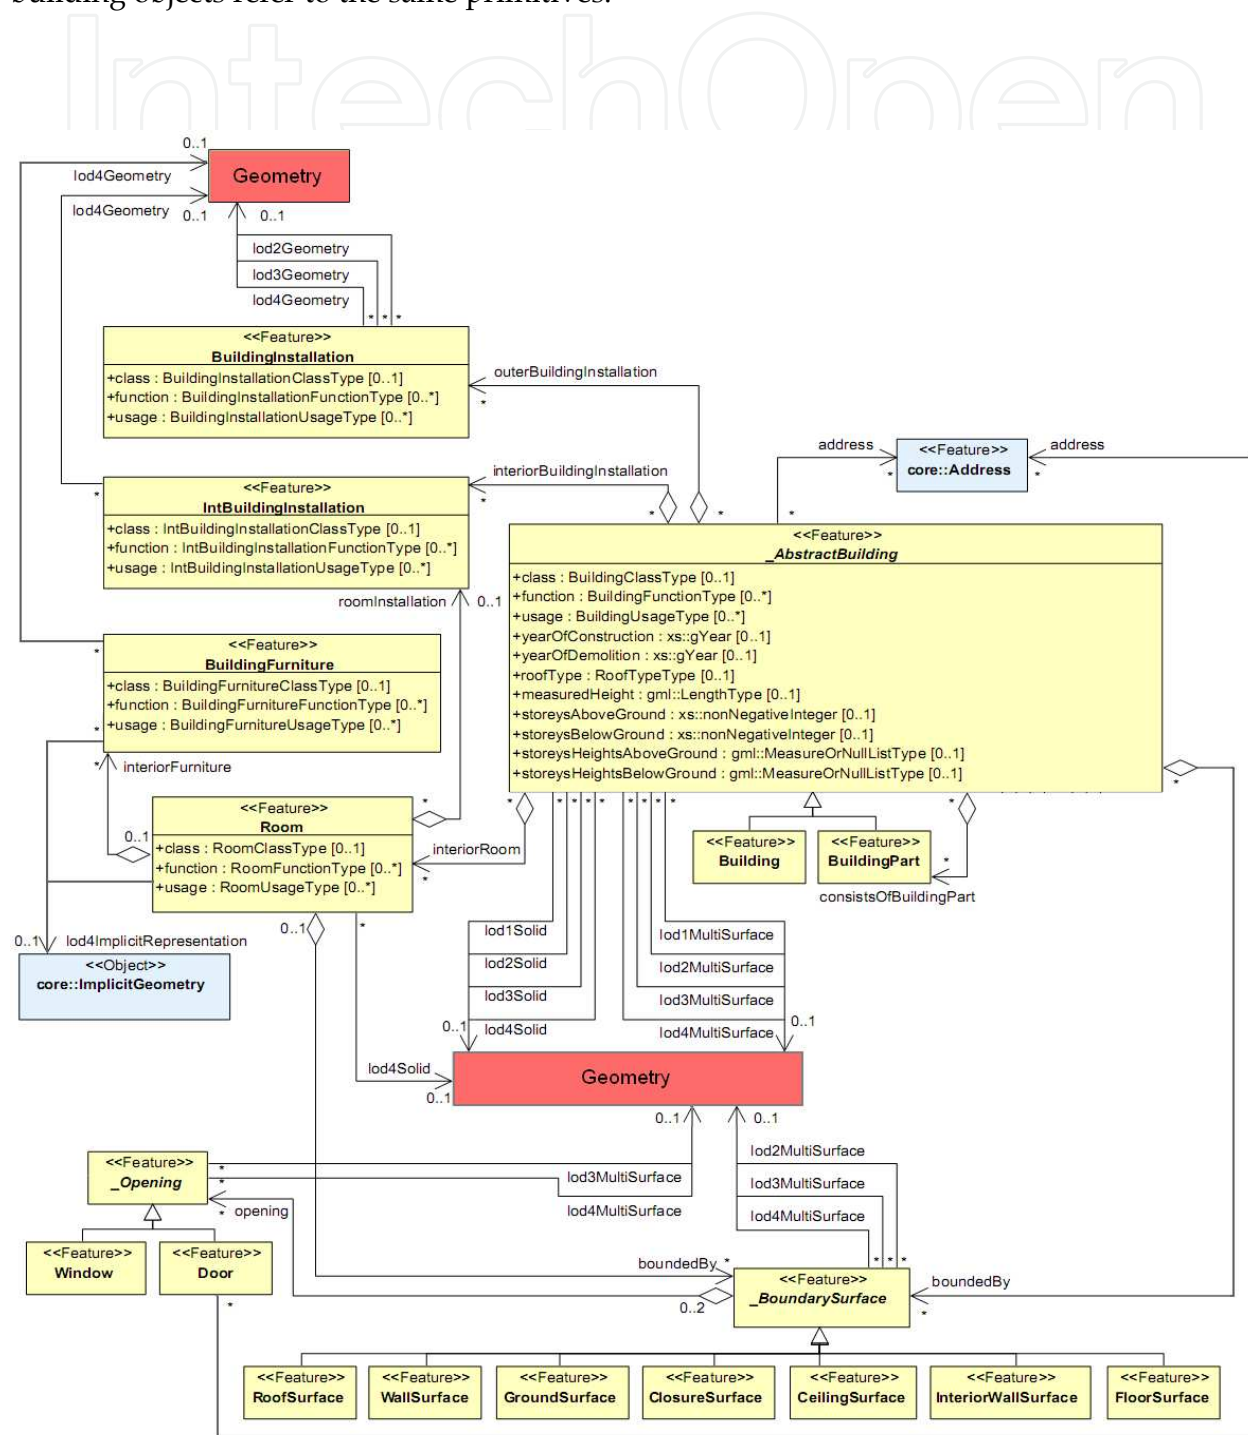 building objects refer to the same primitives.
IntechOpen
0..1
Geometry
lod4Geometry
lod4Geometry
0..1
0..1
lod2Geometry
lod3Geometry
lod4Geometry
* * *
<<Feature>>
BuildingInstallation
+class : BuildingInstallationClassType [0..1]
+function : BuildingInstallationFunctionType [0..*]
+usage : BuildingInstallationUsageType [0..*]
outerBuildingInstallation
*
address
*
<<Feature>>
core::Address
address
*
interiorBuildingInstallation
*
*
<<Feature>>
IntBuildingInstallation
+class : IntBuildingInstallationClassType [0..1]
+function : IntBuildingInstallationFunctionType [0..*]
+usage : IntBuildingInstallationUsageType [0..*]
* * *
<<Feature>>
_AbstractBuilding
+class : BuildingClassType [0..1]
+function : BuildingFunctionType [0..*]
+usage : BuildingUsageType [0..*]
+yearOfConstruction : xs::gYear [0..1]
+yearOfDemolition : xs::gYear [0..1]
+roofType : RoofTypeType [0..1]
+measuredHeight : gml::LengthType [0..1]
+storeysAboveGround : xs::nonNegativeInteger [0..1]
+storeysBelowGround : xs::nonNegativeInteger [0..1]
+storeysHeightsAboveGround : gml::MeasureOrNullListType [0..1]
+storeysHeightsBelowGround : gml::MeasureOrNullListType [0..1]
*
roomInstallation
0..1
*
<<Feature>>
BuildingFurniture
+class : BuildingFurnitureClassType [0..1]
+function : BuildingFurnitureFunctionType [0..*]
+usage : BuildingFurnitureUsageType [0..*]
*
*
interiorFurniture
0..1
<<Feature>>
Room
+class : RoomClassType [0..1]
+function : RoomFunctionType [0..*]
+usage : RoomUsageType [0..*]
*
interiorRoom
*
* * * * * * * * * *
<<Feature>>
Building
<<Feature>>
BuildingPart
*
consistsOfBuildingPart
0..1
lod4ImplicitRepresentation
<<Object>>
core::ImplicitGeometry
0..1
*
lod1Solid
lod2Solid
lod3Solid
lod4Solid
0..1
lod1MultiSurface
lod2MultiSurface
lod3MultiSurface
lod4MultiSurface
0..1
lod4Solid
0..1
Geometry
0..1
0..1
<<Feature>>
_Opening
*
*
lod3MultiSurface
lod4MultiSurface
*
opening
lod2MultiSurface
lod3MultiSurface
lod4MultiSurface
* * *
<<Feature>>
Window
<<Feature>>
Door
*
boundedBy
*
0..2
<<Feature>>
_BoundarySurface
boundedBy
*
<<Feature>>
RoofSurface
<<Feature>>
WallSurface
<<Feature>>
GroundSurface
<<Feature>>
ClosureSurface
<<Feature>>
CeilingSurface
<<Feature>>
InteriorWallSurface
<<Feature>>
FloorSurface